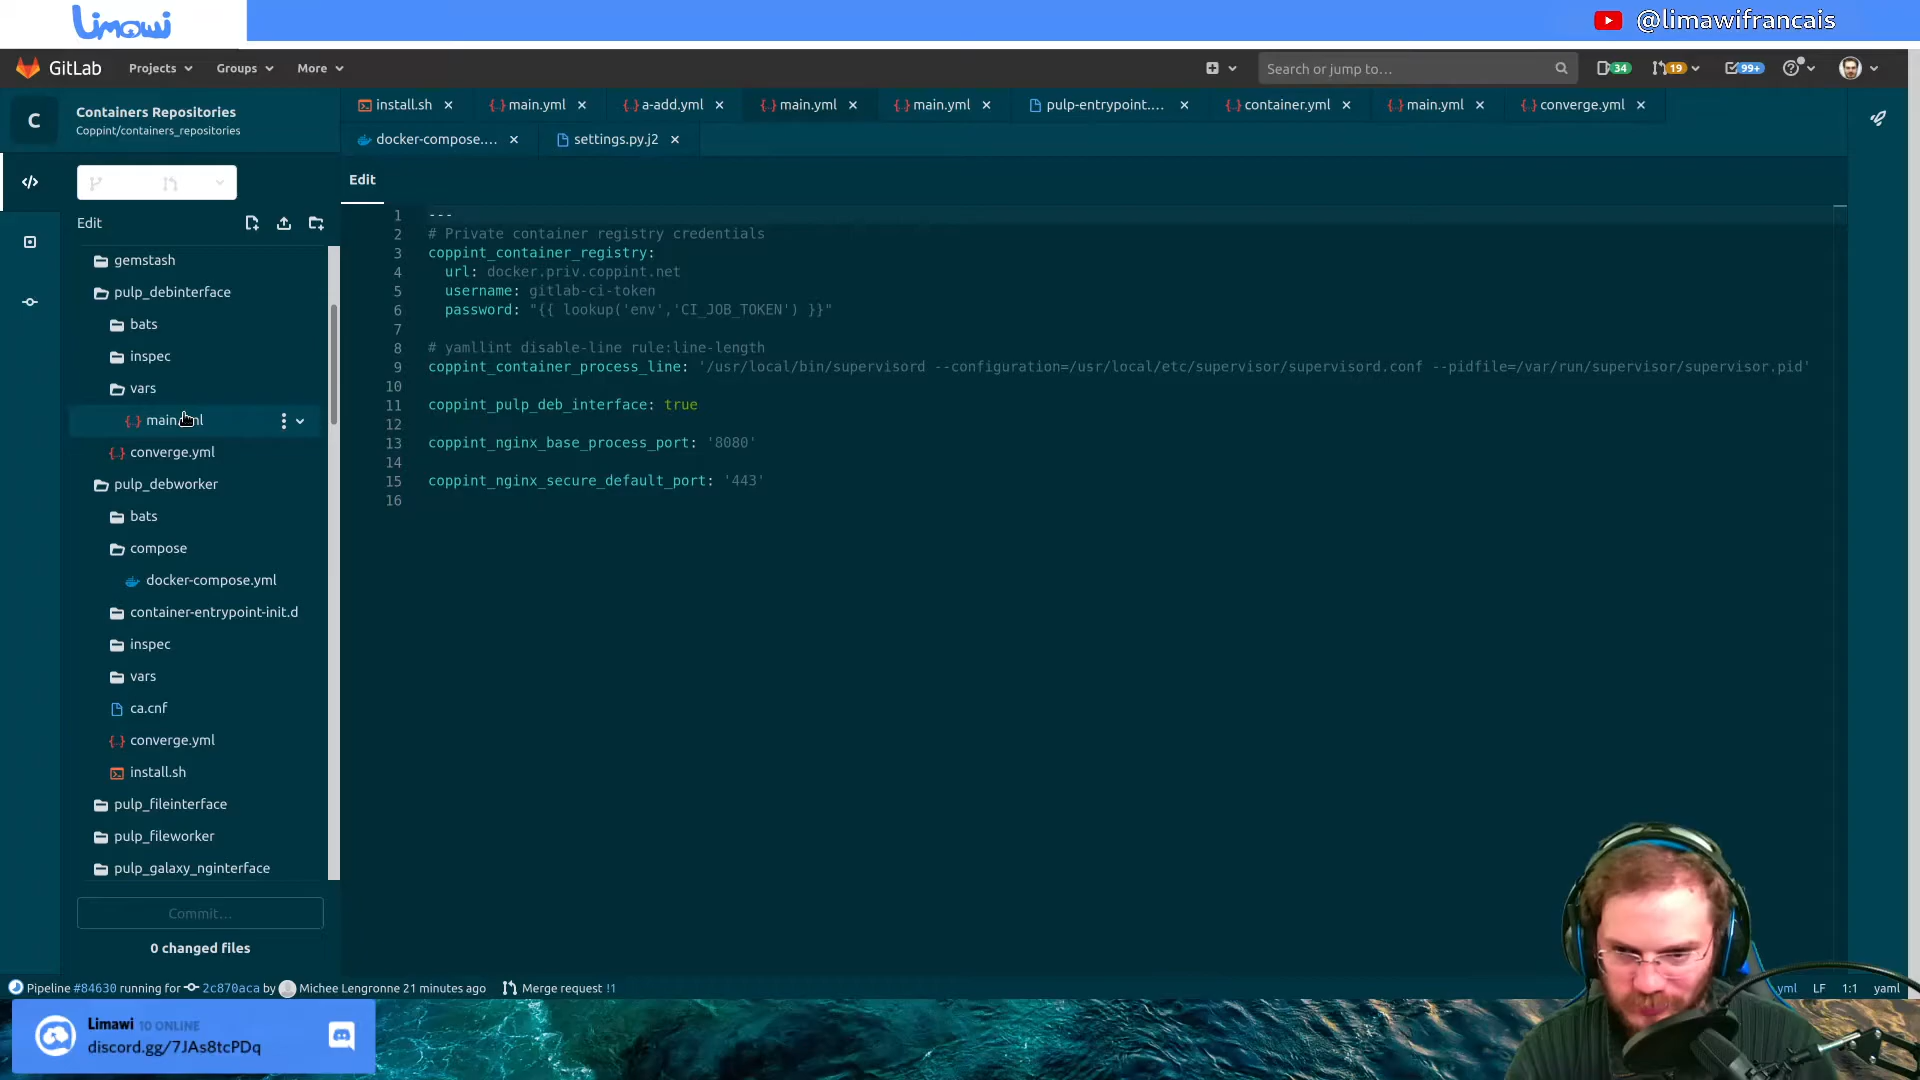 Limawi
@limawifrancais
GitLab
Projects
Groups
More
Search or jump to…
34
19
99+
C
Containers Repositories
Coppint/containers_repositories
install.sh
main.yml
a-add.yml
main.yml
main.yml
pulp-entrypoint....
container.yml
main.yml
converge.yml
docker-compose....
settings.py.j2
Edit
Edit
gemstash
pulp_debinterface
bats
inspec
vars
converge.yml
pulp_debworker
bats
compose
docker-compose.yml
container-entrypoint-init.d
inspec
vars
ca.cnf
converge.yml
install.sh
pulp_fileinterface
pulp_fileworker
pulp_galaxy_nginterface
Commit…
0 changed files
1 ---
2 # Private container registry credentials
3 coppint_container_registry:
4 url: docker.priv.coppint.net
5 username: gitlab-ci-token
6 password: "{{ lookup('env','CI_JOB_TOKEN') }}"
7
8 # yamllint disable-line rule:line-length
9 coppint_container_process_line: '/usr/local/bin/supervisord --configuration=/usr/local/etc/supervisor/supervisord.conf --pidfile=/var/run/supervisor/supervisor.pid'
10
11 coppint_pulp_deb_interface: true
12
13 coppint_nginx_base_process_port: '8080'
14
15 coppint_nginx_secure_default_port: '443'
16
Pipeline #84630 running for 2c870aca by Michee Lengronne 21 minutes ago
Merge request !1
yml LF 1:1 yaml
Limawi 10 ONLINE
discord.gg/7JAs8tcPDq